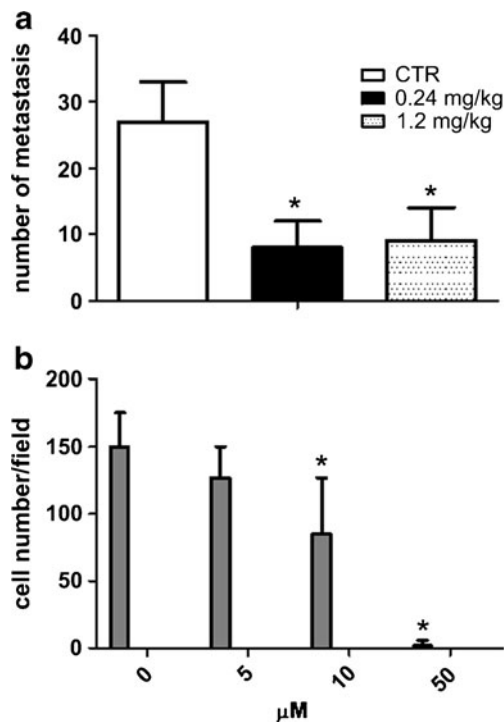 a
number of metastasis
40
30
20
10
0
CTR
0.24 mg/kg
1.2 mg/kg
*
*
b
cell number/field
200
150
100
50
0
*
*
0
5
10
50
µM